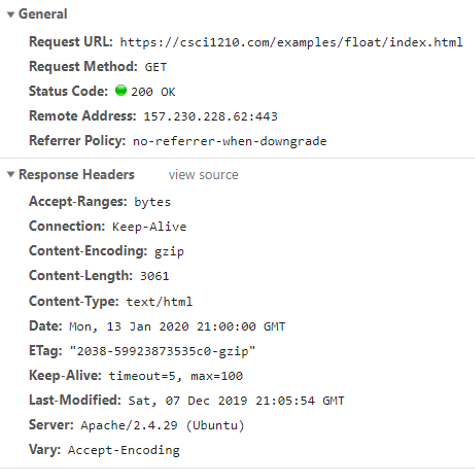 General
Request URL: https://csci1210.com/examples/float/index.html
Request Method: GET
Status Code: 200 OK
Remote Address: 157.230.228.62:443
Referrer Policy: no-referrer-when-downgrade
Response Headers view source
Accept-Ranges: bytes
Connection: Keep-Alive
Content-Encoding: gzip
Content-Length: 3061
Content-Type: text/html
Date: Mon, 13 Jan 2020 21:00:00 GMT
ETag: "2038-59923873535c0-gzip"
Keep-Alive: timeout=5, max=100
Last-Modified: Sat, 07 Dec 2019 21:05:54 GMT
Server: Apache/2.4.29 (Ubuntu)
Vary: Accept-Encoding